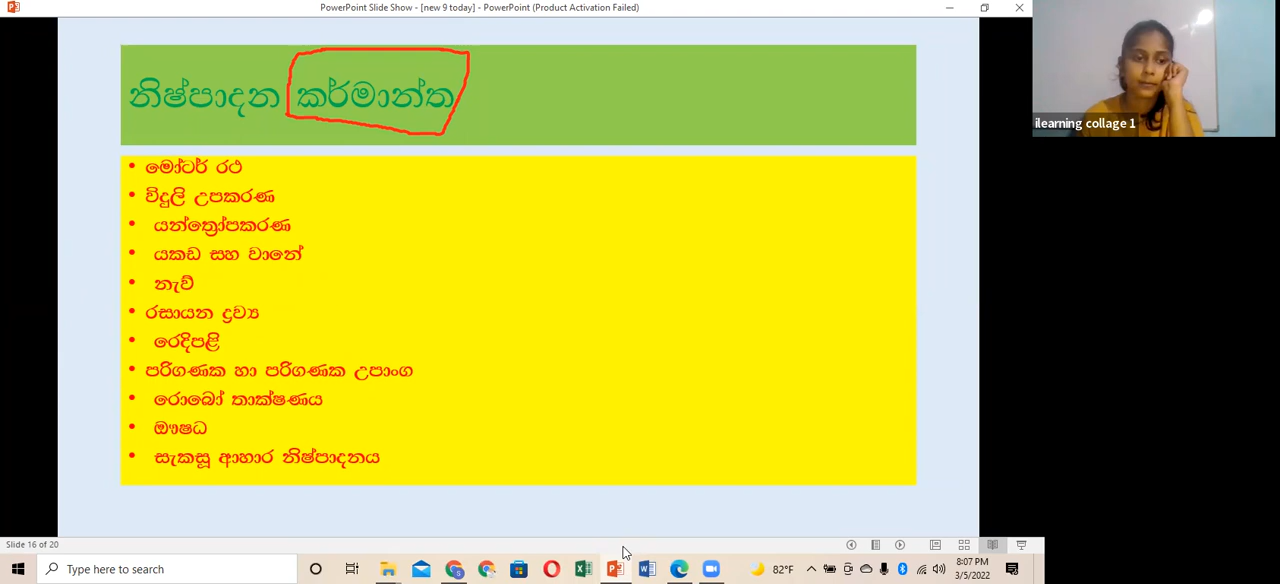 PowerPoint Slide Show - [new 9 today] - PowerPoint (Product Activation Failed)
නිෂ්පාදන කර්මාන්ත
ilearning collage 1
• මෝටර් රථ
• විදුලි උපකරණ
• යන්ත්‍රෝපකරණ
• යකඩ සහ වානේ
• නැව්
• රසායන ද්‍රව්‍ය
• රෙදිපළි
• පරිගණක හා පරිගණක උපාංග
• රොබෝ තාක්ෂණය
• ඖෂධ
• සැකසූ ආහාර නිෂ්පාදනය
Slide 16 of 20
Type here to search
82°F
8:07 PM
3/5/2022